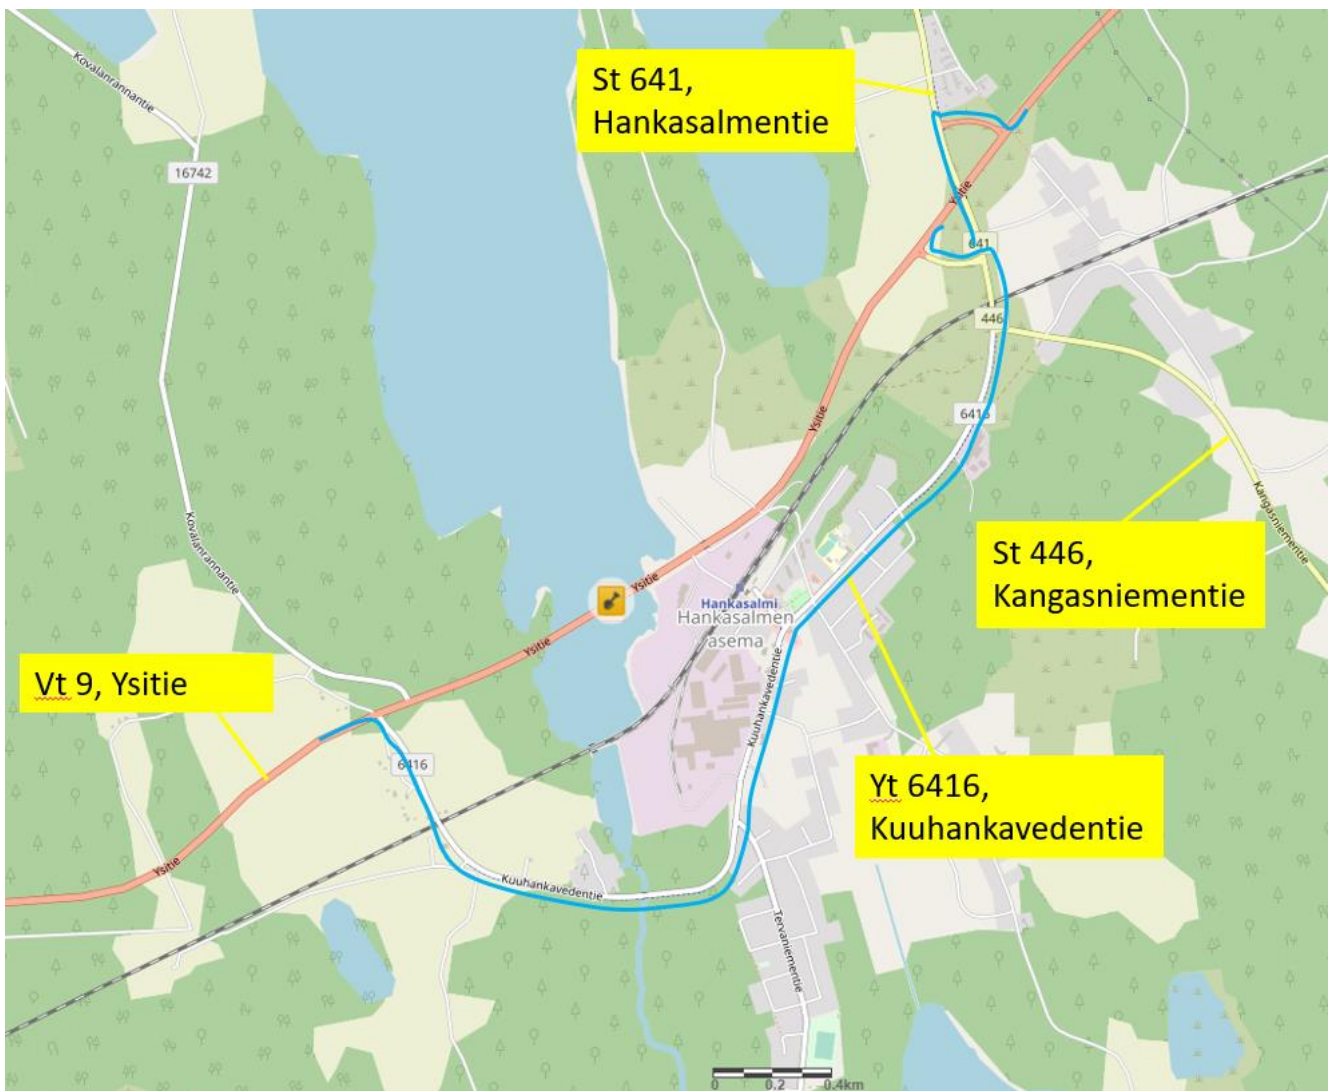 Kovalanrannantie
16742
St 641,
Hankasalmentie
Ysitie
641
446
6416
Ysitie
Kovalanrannantie
Kangasniementie
St 446,
Kangasniementie
Ysitie
Hankasalmi
Hankasalmen
asema
Ysitie
Vt 9, Ysitie
Kuuhankavedentie
6416
Yt 6416,
Kuuhankavedentie
Ysitie
Kuuhankavedentie
Tervaniementie
0 0.2 0.4km